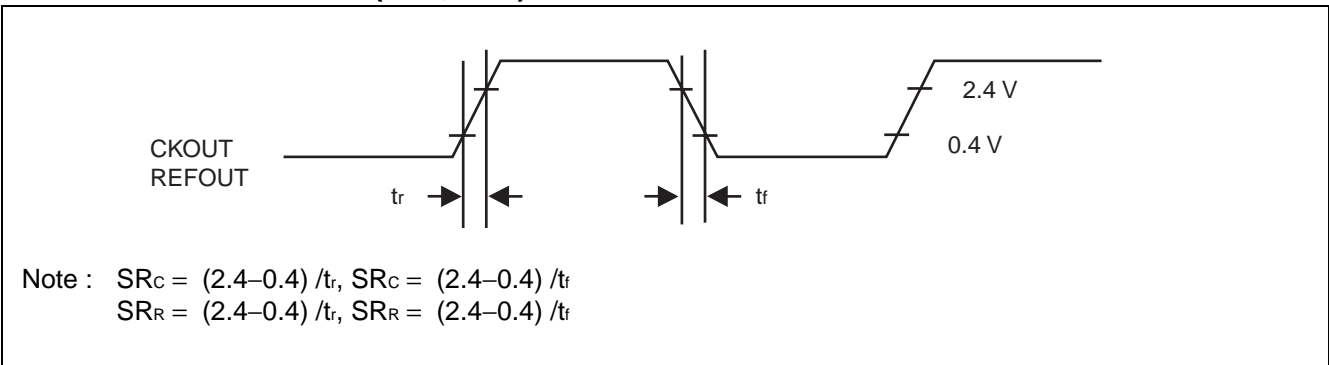 2.4 V
CKOUT
0.4 V
REFOUT
tr
tf
Note : SRC = (2.4−0.4) /tr, SRC = (2.4−0.4) /tf
SRR = (2.4−0.4) /tr, SRR = (2.4−0.4) /tf